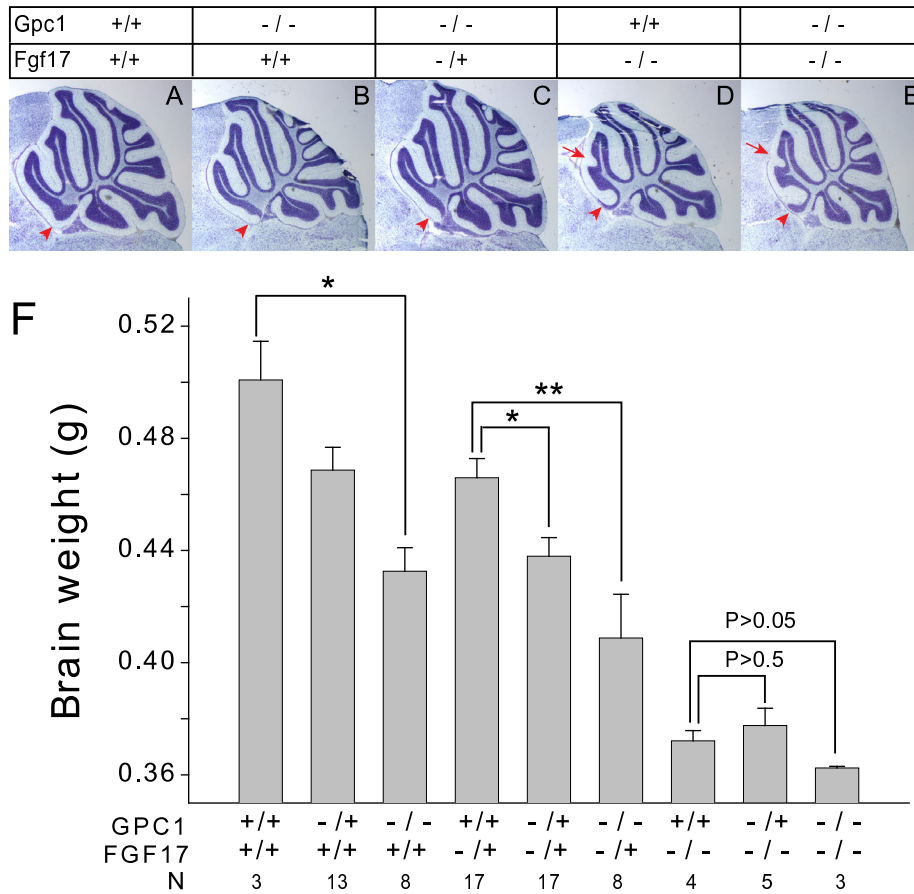 Gpc1 +/+ - / - - / - +/+ - / -
Fgf17 +/+ +/+ - /+ - / - - / -
A B C D E
F
Brain weight (g)
0.52
0.48
0.44
0.40
0.36
*
**
*
P>0.05
P>0.5
GPC1 +/+ - /+ - / - +/+ - /+ - / - +/+ - /+ - / -
FGF17 +/+ +/+ +/+ - /+ - /+ - /+ - / - - / - - / -
N 3 13 8 17 17 8 4 5 3